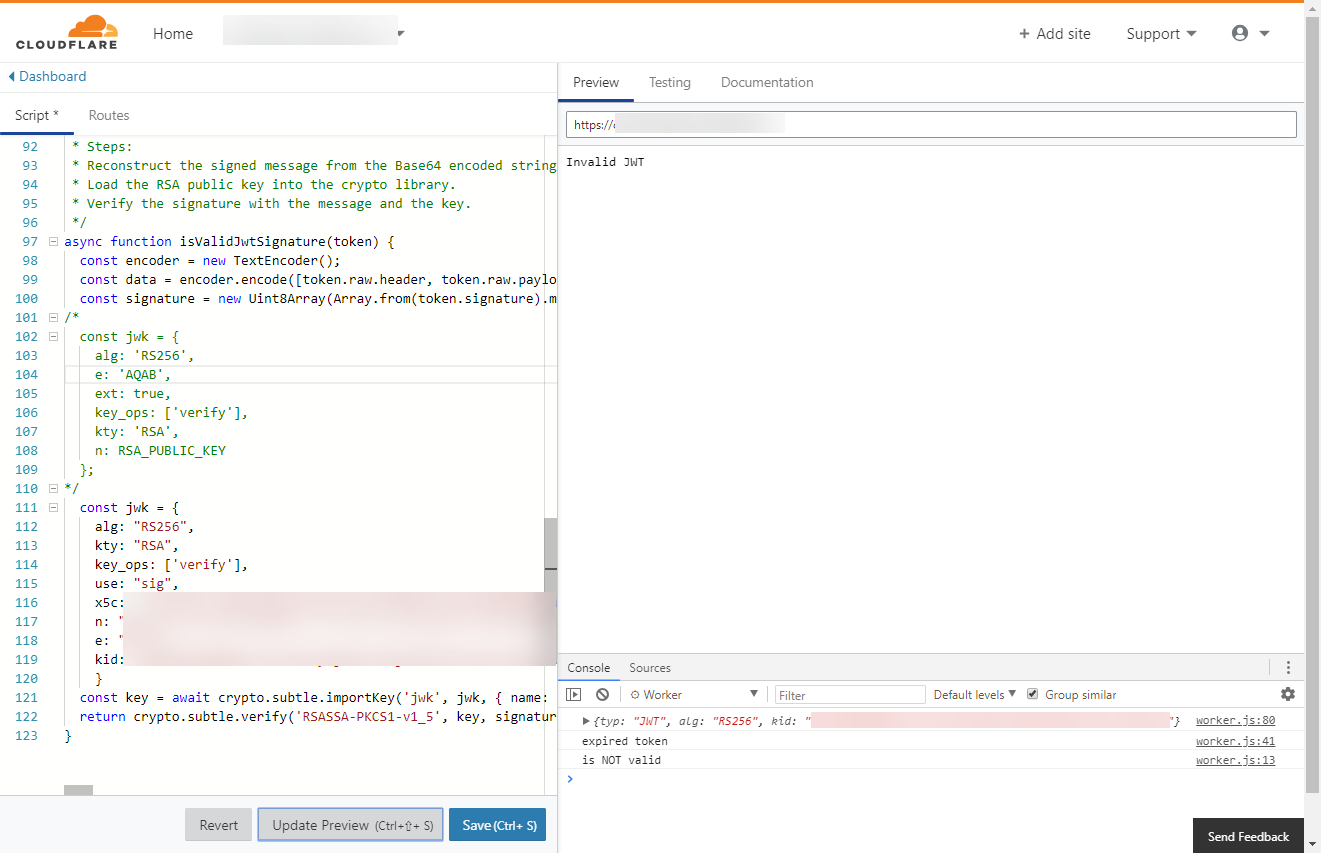 CLOUDFLARE
Home
+ Add site
Support
Dashboard
Script *
Routes
92 * Steps:
93 * Reconstruct the signed message from the Base64 encoded string
94 * Load the RSA public key into the crypto library.
95 * Verify the signature with the message and the key.
96 */
97 async function isValidJwtSignature(token) {
98 const encoder = new TextEncoder();
99 const data = encoder.encode([token.raw.header, token.raw.paylo
100 const signature = new Uint8Array(Array.from(token.signature).m
101 /*
102 const jwk = {
103 alg: 'RS256',
104 e: 'AQAB',
105 ext: true,
106 key_ops: ['verify'],
107 kty: 'RSA',
108 n: RSA_PUBLIC_KEY
109 };
110 */
111 const jwk = {
112 alg: "RS256",
113 kty: "RSA",
114 key_ops: ['verify'],
115 use: "sig",
116 x5c:
117 n: "
118 e: "
119 kid:
120 }
121 const key = await crypto.subtle.importKey('jwk', jwk, { name:
122 return crypto.subtle.verify('RSASSA-PKCS1-v1_5', key, signatur
123 }
Revert
Update Preview (Ctrl+⇧+ S)
Save (Ctrl+ S)
Preview
Testing
Documentation
https://
Invalid JWT
Console
Sources
Worker
Filter
Default levels
Group similar
{typ: "JWT", alg: "RS256", kid: " "} worker.js:80
expired token worker.js:41
is NOT valid worker.js:13
Send Feedback